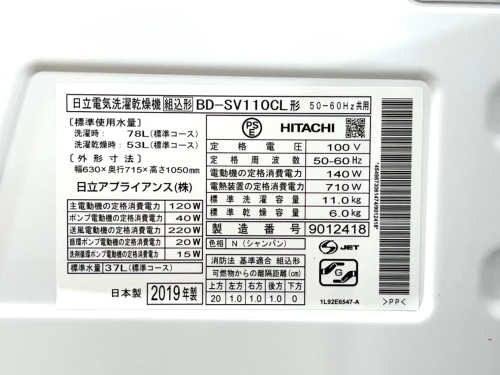 日立電気洗濯乾燥機 組込形 BD-SV110CL形 50-60Hz共用
【標準使用水量】
洗濯時: 78L(標準コース)
洗濯乾燥時: 53L(標準コース)
【外形寸法】
幅630×奥行715×高さ1050mm
日立アプライアンス(株)
主電動機の定格消費電力 120W
ポンプ電動機の定格消費電力 40W
送風電動機の定格消費電力 220W
循環ポンプ電動機の定格消費電力 20W
洗剤循環ポンプ電動機の定格消費電力 15W
標準水量 37L(標準コース)
日本製 2019年製
PSE HITACHI
定格電圧 100V
定格周波数 50-60Hz
電動機の定格消費電力 140W
電熱装置の定格消費電力 710W
標準洗濯容量 11.0kg
標準乾燥容量 6.0kg
製造番号 9012418
色相 N(シャンパン)
消防法 基準適合 組込形
可燃物からの離隔距離(cm)
上方 左方 右方 前方 後方 下方
20 1.0 1.0 0 1.0 0
S JET
G
1L92E6547-A
>PP<